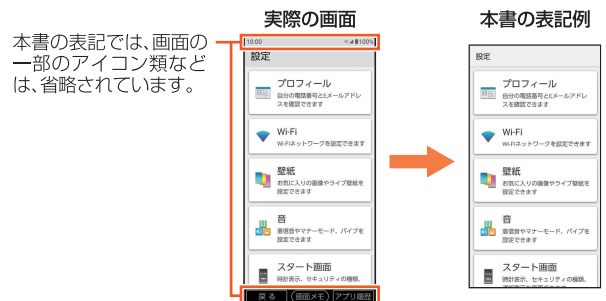 実際の画面
本書の表記例
本書の表記では、画面の
一部のアイコン類など
は、省略されています。
10:00
100%
設定
プロフィール
自分の電話番号とEメールアドレ
スを確認できます
Wi-Fi
Wi-Fiネットワークを設定できます
壁紙
お気に入りの画像やライブ壁紙を
設定できます
音
着信音やマナーモード、バイブを
設定できます
スタート画面
時計表示、セキュリティの種類、
戻る
画面メモ
アプリ履歴
設定
プロフィール
自分の電話番号とEメールアドレ
スを確認できます
Wi-Fi
Wi-Fiネットワークを設定できます
壁紙
お気に入りの画像やライブ壁紙を
設定できます
音
着信音やマナーモード、バイブを
設定できます
スタート画面
時計表示、セキュリティの種類、